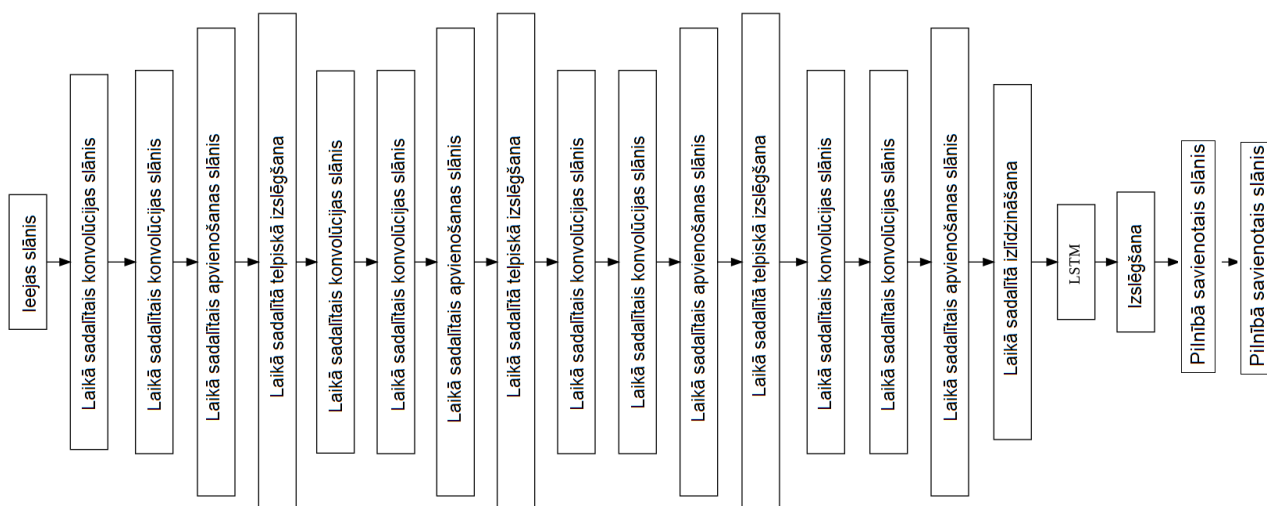 Ieejas slānis
Laikā sadalītais konvolūcijas slānis
Laikā sadalītais konvolūcijas slānis
Laikā sadalītais apvienošanas slānis
Laikā sadalītā telpiskā izslēgšana
Laikā sadalītais konvolūcijas slānis
Laikā sadalītais konvolūcijas slānis
Laikā sadalītais apvienošanas slānis
Laikā sadalītā telpiskā izslēgšana
Laikā sadalītais konvolūcijas slānis
Laikā sadalītais konvolūcijas slānis
Laikā sadalītais apvienošanas slānis
Laikā sadalītā telpiskā izslēgšana
Laikā sadalītais konvolūcijas slānis
Laikā sadalītais konvolūcijas slānis
Laikā sadalītais apvienošanas slānis
Laikā sadalītā izlīdzināšana
LSTM
Izslēgšana
Pilnībā savienotais slānis
Pilnībā savienotais slānis